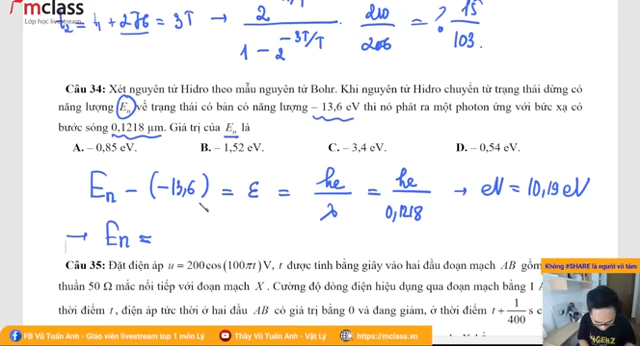 mclass
Lớp học livestream
t₂ = t₁ + 276 = 3T → 2 / 1 - 2^(-3T/T) · 210/206 = ? 15/103.
Câu 34: Xét nguyên tử Hidro theo mẫu nguyên tử Bohr. Khi nguyên tử Hidro chuyển từ trạng thái dừng có
năng lượng Eₙ về trạng thái cơ bản có năng lượng – 13,6 eV thì nó phát ra một photon ứng với bức xạ có
bước sóng 0,1218 μm. Giá trị của Eₙ là
A. – 0,85 eV. B. – 1,52 eV. C. – 3,4 eV. D. – 0,54 eV.
En - (-13,6) = ε = hc/λ = hc/0,1218 → eV = 10,19 eV
→ En =
Câu 35: Đặt điện áp u = 200cos(100πt) V, t được tính bằng giây vào hai đầu đoạn mạch AB gồm
thuần 50 Ω mắc nối tiếp với đoạn mạch X. Cường độ dòng điện hiệu dụng qua đoạn mạch bằng 1
thời điểm t, điện áp tức thời ở hai đầu AB có giá trị bằng 0 và đang giảm, ở thời điểm t + 1/400 s
Không #SHARE là người vô tâm
GENZ
FB Vũ Tuấn Anh - Giáo viên livestream top 1 môn Lý
Thầy Vũ Tuấn Anh - Vật Lý
https://mclass.vn